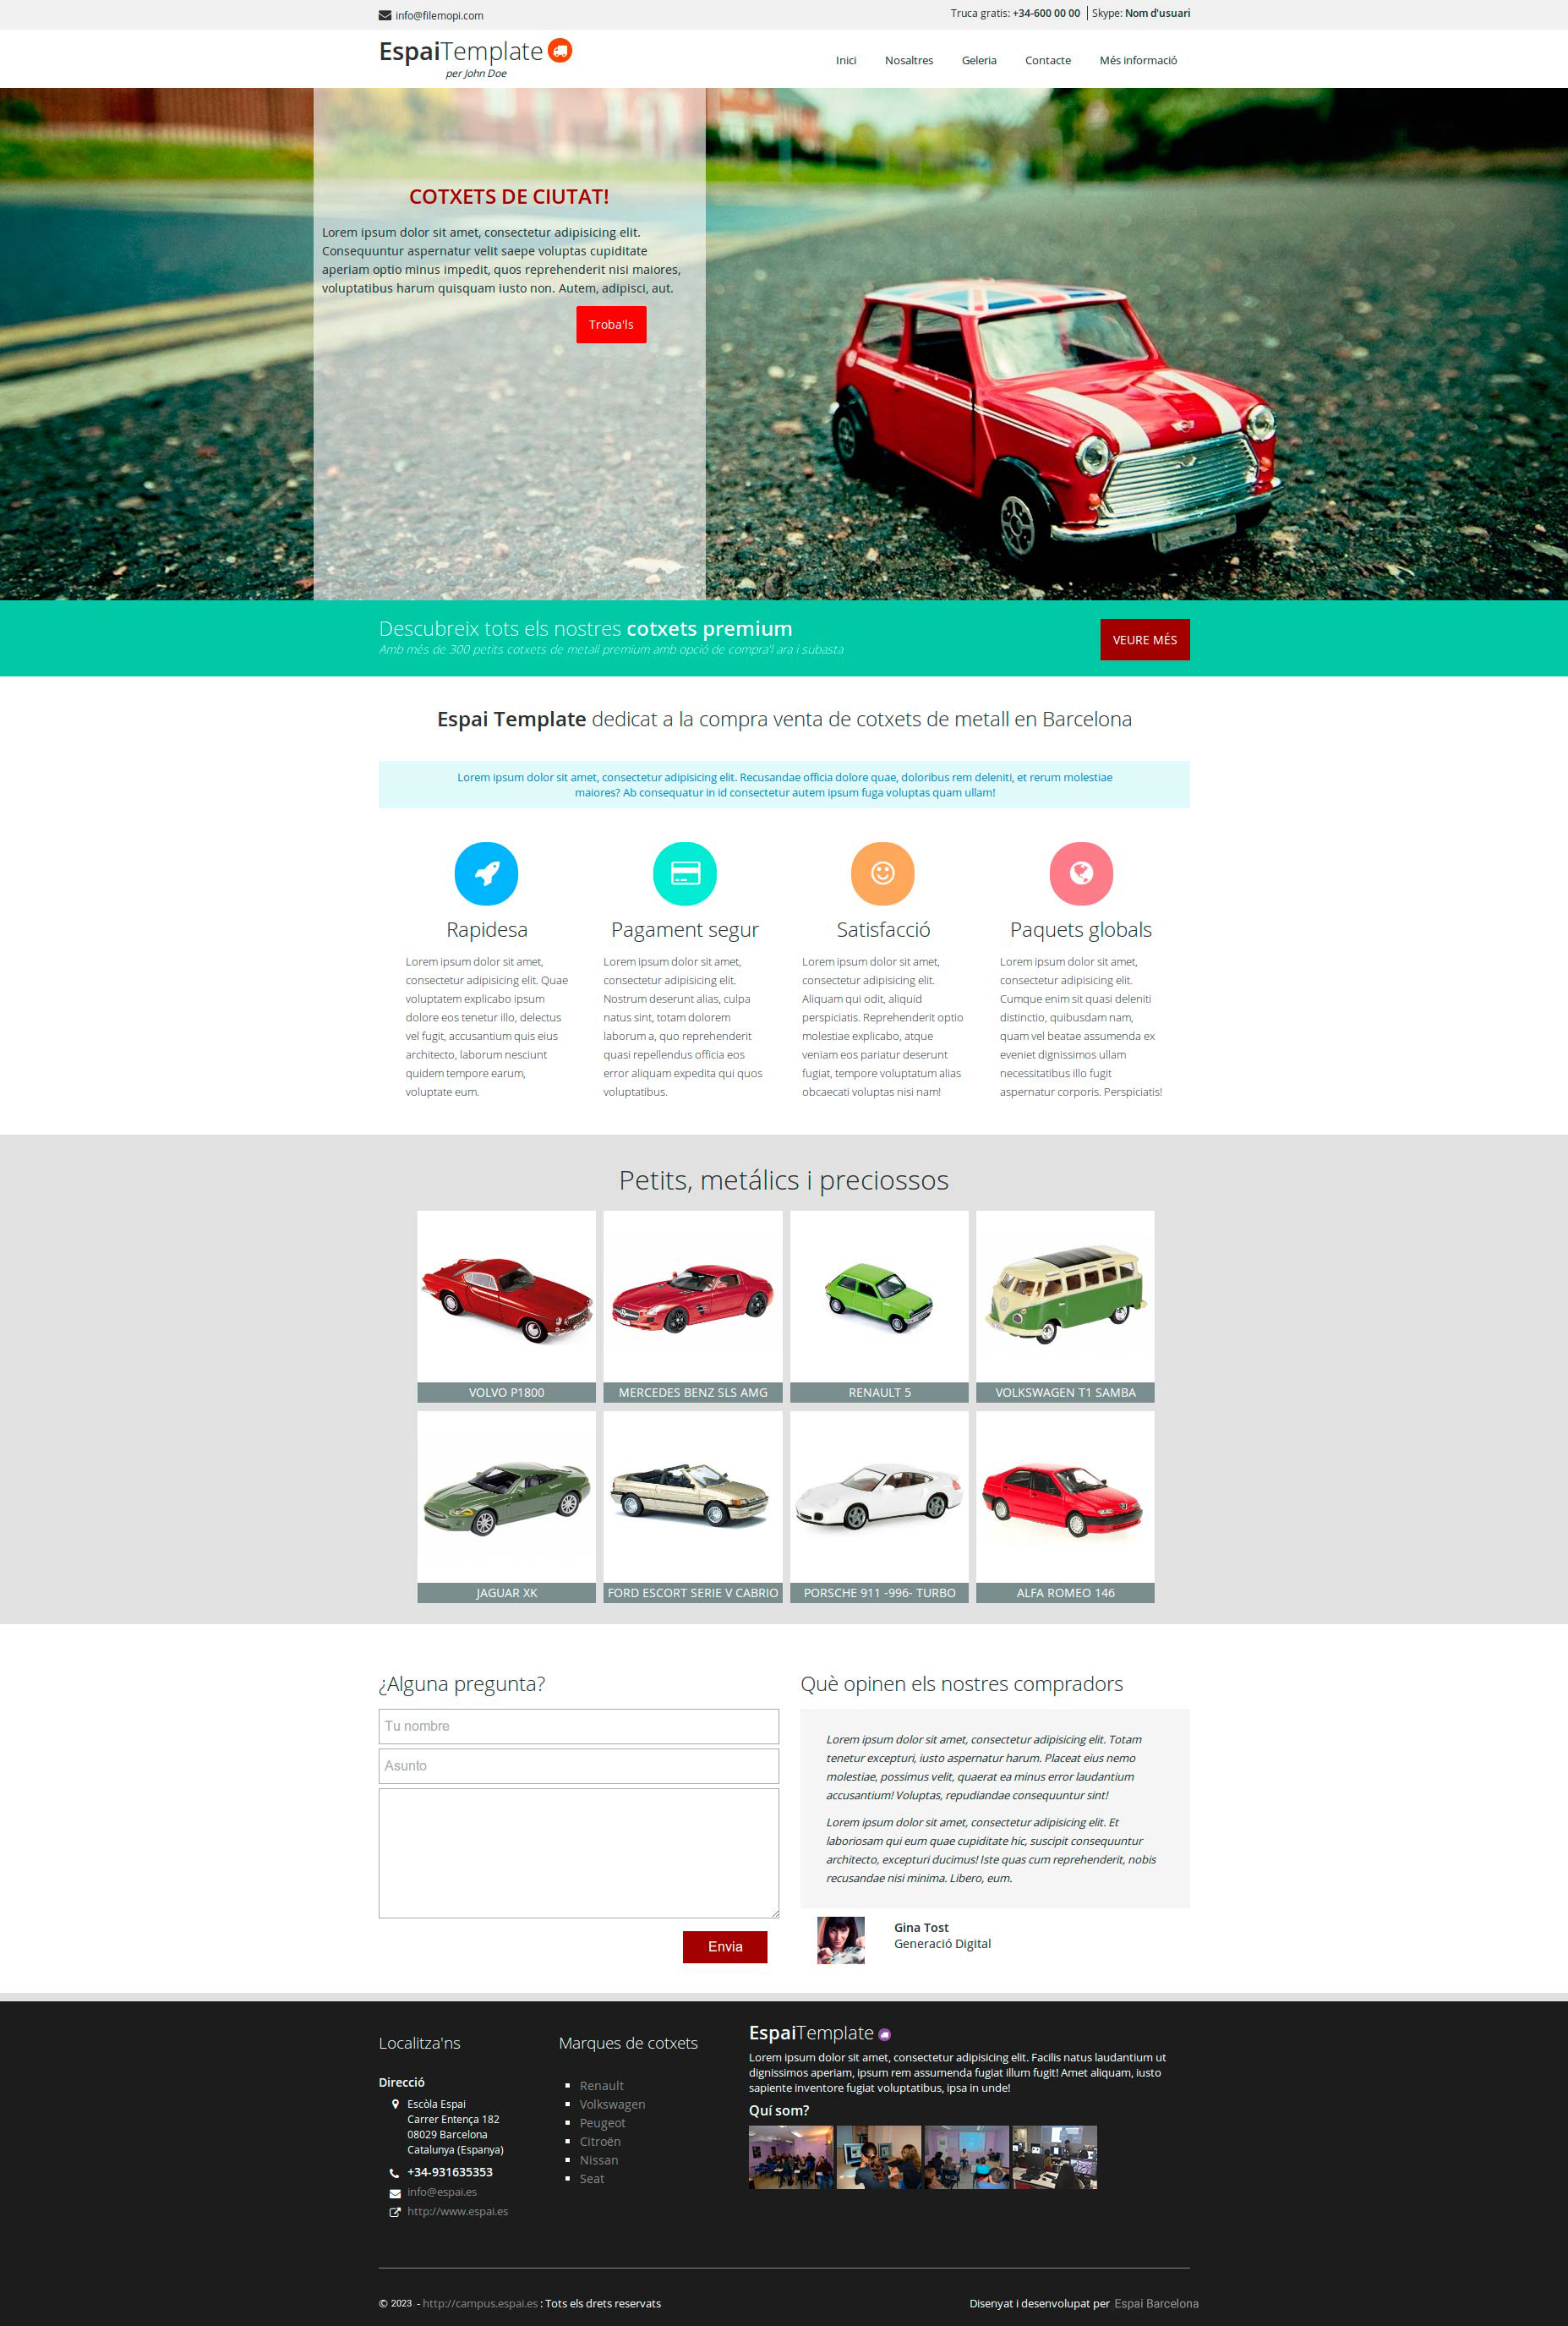 info@filemopi.com
Truca gratis: +34-600 00 00 | Skype: Nom d'usuari
EspaiTemplate
per John Doe
Inici
Nosaltres
Geleria
Contacte
Més informació
COTXETS DE CIUTAT!
Lorem ipsum dolor sit amet, consectetur adipisicing elit.
Consequuntur aspernatur velit saepe voluptas cupiditate
aperiam optio minus impedit, quos reprehenderit nisi maiores,
voluptatibus harum quisquam iusto non. Autem, adipisci, aut.
Troba'ls
Descubreix tots els nostres cotxets premium
Amb més de 300 petits cotxets de metall premium amb opció de compra'l ara i subasta
VEURE MÉS
Espai Template dedicat a la compra venta de cotxets de metall en Barcelona
Lorem ipsum dolor sit amet, consectetur adipisicing elit. Recusandae officia dolore quae, doloribus rem deleniti, et rerum molestiae
maiores? Ab consequatur in id consectetur autem ipsum fuga voluptas quam ullam!
Rapidesa
Lorem ipsum dolor sit amet,
consectetur adipisicing elit. Quae
voluptatem explicabo ipsum
dolore eos tenetur illo, delectus
vel fugit, accusantium quis eius
architecto, laborum nesciunt
quidem tempore earum,
voluptate eum.
Pagament segur
Lorem ipsum dolor sit amet,
consectetur adipisicing elit.
Nostrum deserunt alias, culpa
natus sint, totam dolorem
laborum a, quo reprehenderit
quasi repellendus officia eos
error aliquam expedita qui quos
voluptatibus.
Satisfacció
Lorem ipsum dolor sit amet,
consectetur adipisicing elit.
Aliquam qui odit, aliquid
perspiciatis. Reprehenderit optio
molestiae explicabo, atque
veniam eos pariatur deserunt
fugiat, tempore voluptatum alias
obcaecati voluptas nisi nam!
Paquets globals
Lorem ipsum dolor sit amet,
consectetur adipisicing elit.
Cumque enim sit quasi deleniti
distinctio, quibusdam nam,
quam vel beatae assumenda ex
eveniet dignissimos ullam
necessitatibus illo fugit
aspernatur corporis. Perspiciatis!
Petits, metálics i preciossos
VOLVO P1800
MERCEDES BENZ SLS AMG
RENAULT 5
VOLKSWAGEN T1 SAMBA
JAGUAR XK
FORD ESCORT SERIE V CABRIO
PORSCHE 911 -996- TURBO
ALFA ROMEO 146
¿Alguna pregunta?
Tu nombre
Asunto
Envia
Què opinen els nostres compradors
Lorem ipsum dolor sit amet, consectetur adipisicing elit. Totam
tenetur excepturi, iusto aspernatur harum. Placeat eius nemo
molestiae, possimus velit, quaerat ea minus error laudantium
accusantium! Voluptas, repudiandae consequuntur sint!
Lorem ipsum dolor sit amet, consectetur adipisicing elit. Et
laboriosam qui eum quae cupiditate hic, suscipit consequuntur
architecto, excepturi ducimus! Iste quas cum reprehenderit, nobis
recusandae nisi minima. Libero, eum.
Gina Tost
Generació Digital
Localitza'ns
Direcció
Escòla Espai
Carrer Entença 182
08029 Barcelona
Catalunya (Espanya)
+34-931635353
info@espai.es
http://www.espai.es
Marques de cotxets
Renault
Volkswagen
Peugeot
Citroën
Nissan
Seat
EspaiTemplate
Lorem ipsum dolor sit amet, consectetur adipisicing elit. Facilis natus laudantium ut
dignissimos aperiam, ipsum rem assumenda fugiat illum fugit! Amet aliquam, iusto
sapiente inventore fugiat voluptatibus, ipsa in unde!
Quí som?
© 2023 - http://campus.espai.es : Tots els drets reservats
Disenyat i desenvolupat per Espai Barcelona